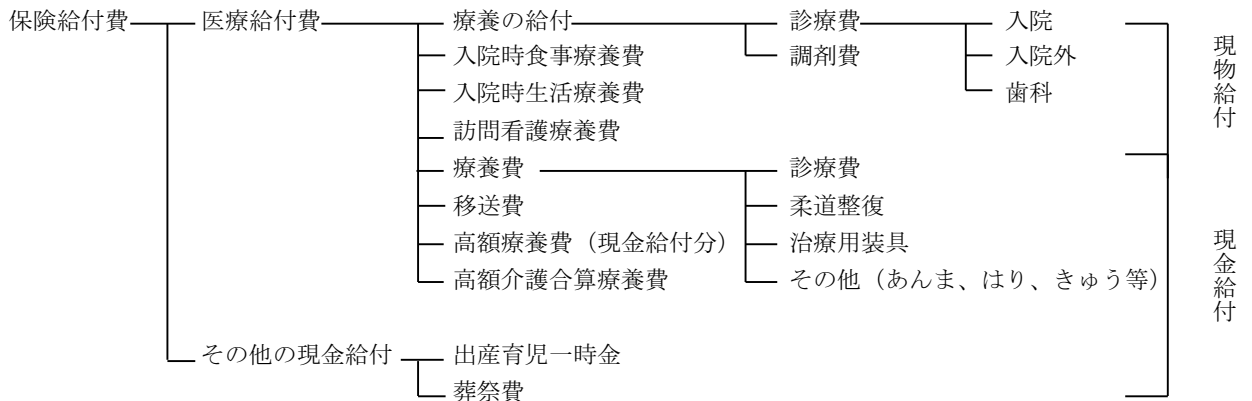 保険給付費 医療給付費 療養の給付 診療費 入院
入院時食事療養費 調剤費 入院外
入院時生活療養費 歯科
訪問看護療養費
療養費 診療費
移送費 柔道整復
高額療養費（現金給付分） 治療用装具
高額介護合算療養費 その他（あんま、はり、きゅう等）
その他の現金給付 出産育児一時金
葬祭費
現物給付
現金給付